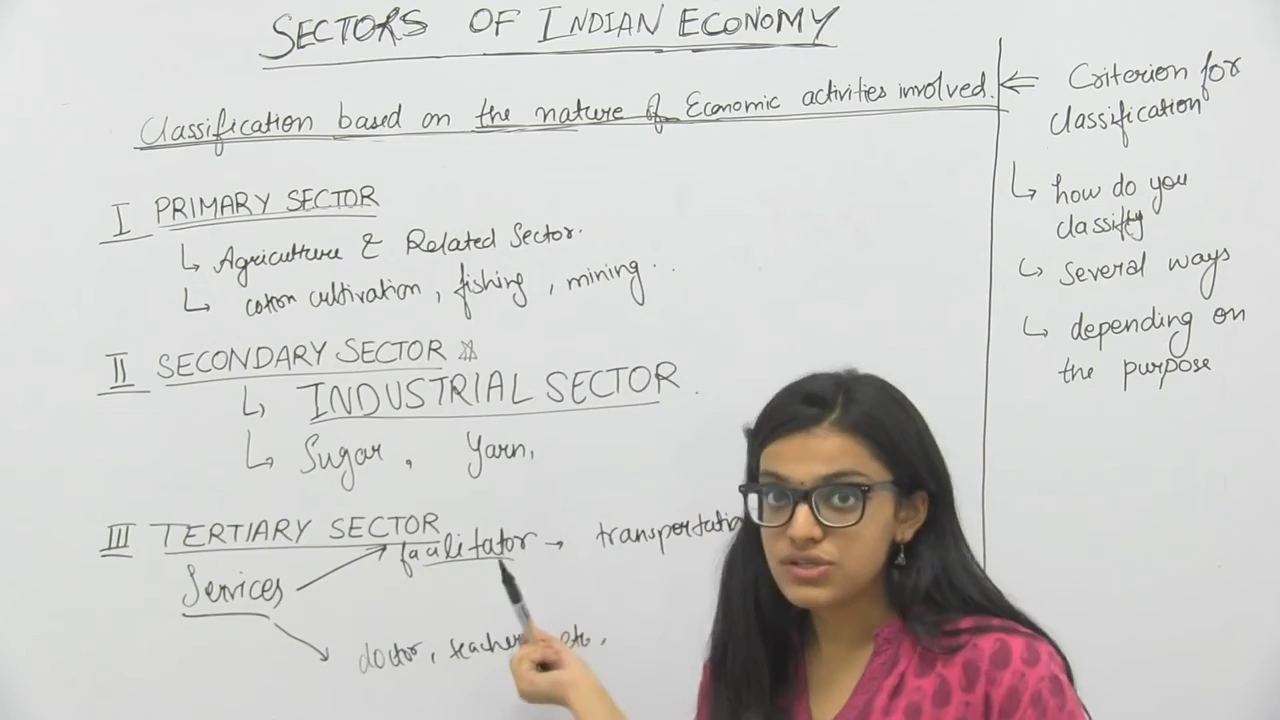 SECTORS OF INDIAN ECONOMY
Classification based on the nature of Economic activities involved.
I PRIMARY SECTOR
↳ Agriculture & Related Sector.
↳ cotton cultivation, fishing, mining..
II SECONDARY SECTOR ☆
↳ INDUSTRIAL SECTOR.
↳ Sugar, Yarn,
III TERTIARY SECTOR
facilitator → transportatio
Services
doctor, teacher etc.
← Criterion for
classification
↳ how do you
classify
↳ Several ways
↳ depending on
the purpose